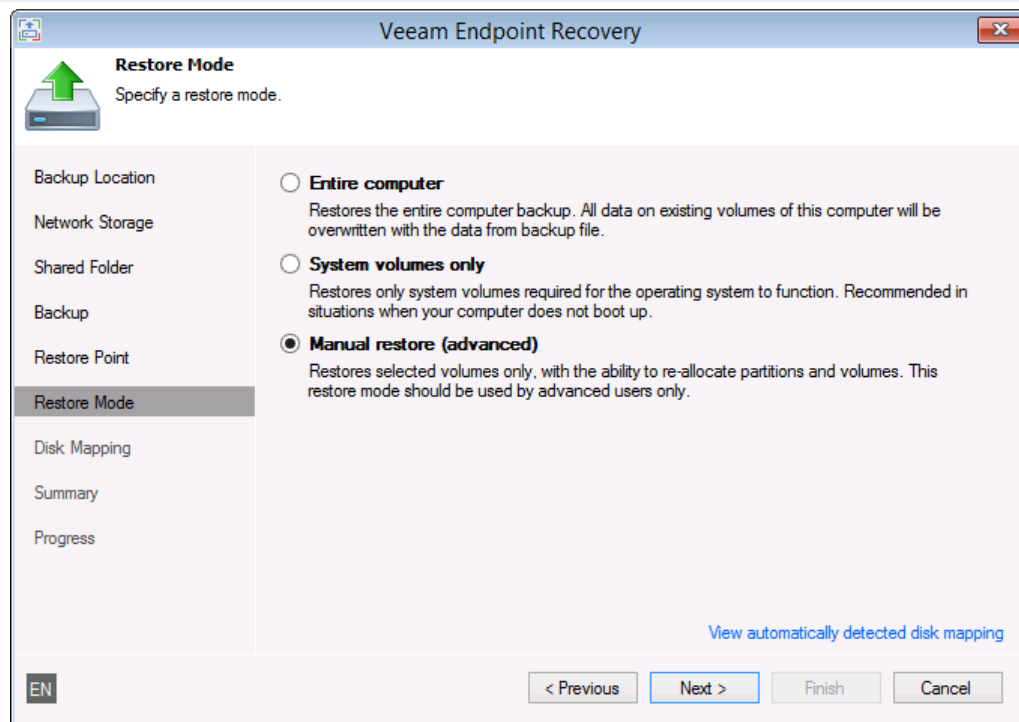 Veeam Endpoint Recovery
Restore Mode
Specify a restore mode.
Backup Location
Network Storage
Shared Folder
Backup
Restore Point
Restore Mode
Disk Mapping
Summary
Progress
Entire computer
Restores the entire computer backup. All data on existing volumes of this computer will be
overwritten with the data from backup file.
System volumes only
Restores only system volumes required for the operating system to function. Recommended in
situations when your computer does not boot up.
Manual restore (advanced)
Restores selected volumes only, with the ability to re-allocate partitions and volumes. This
restore mode should be used by advanced users only.
View automatically detected disk mapping
EN
< Previous
Next >
Finish
Cancel